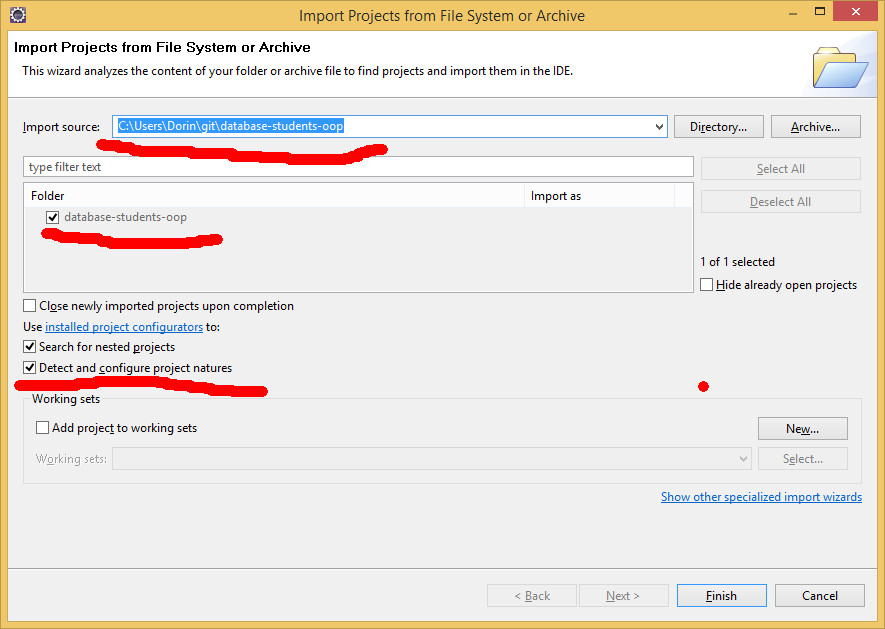 Import Projects from File System or Archive
Import Projects from File System or Archive
This wizard analyzes the content of your folder or archive file to find projects and import them in the IDE.
Import source: C:\Users\Dorin\git\database-students-oop Directory... Archive...
type filter text Select All
Folder Import as Deselect All
database-students-oop
1 of 1 selected
Hide already open projects
Close newly imported projects upon completion
Use installed project configurators to:
Search for nested projects
Detect and configure project natures
Working sets
Add project to working sets New...
Working sets: Select...
Show other specialized import wizards
< Back Next > Finish Cancel